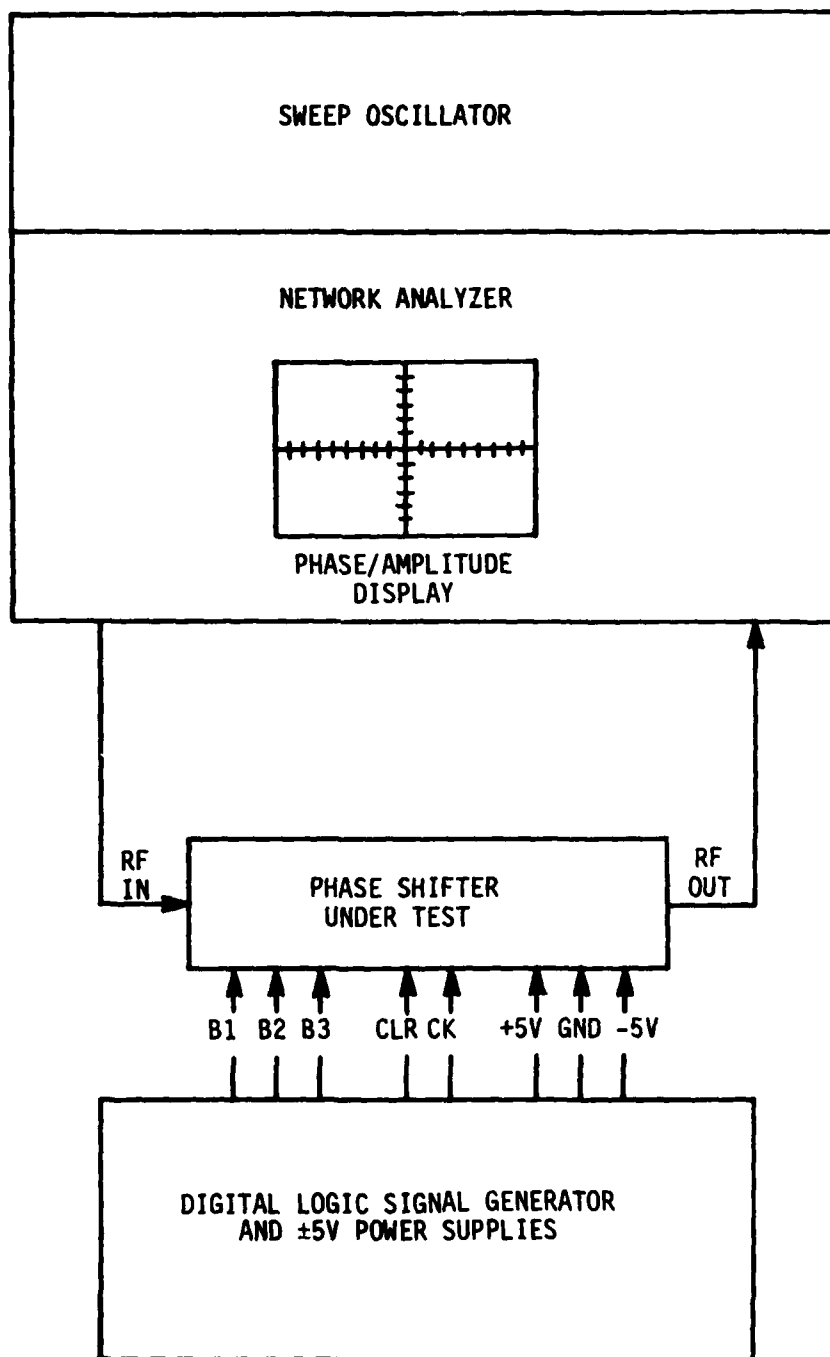 SWEEP OSCILLATOR
NETWORK ANALYZER
PHASE/AMPLITUDE
DISPLAY
RF
IN
PHASE SHIFTER
UNDER TEST
RF
OUT
B1 B2 B3 CLR CK +5V GND -5V
DIGITAL LOGIC SIGNAL GENERATOR
AND ±5V POWER SUPPLIES